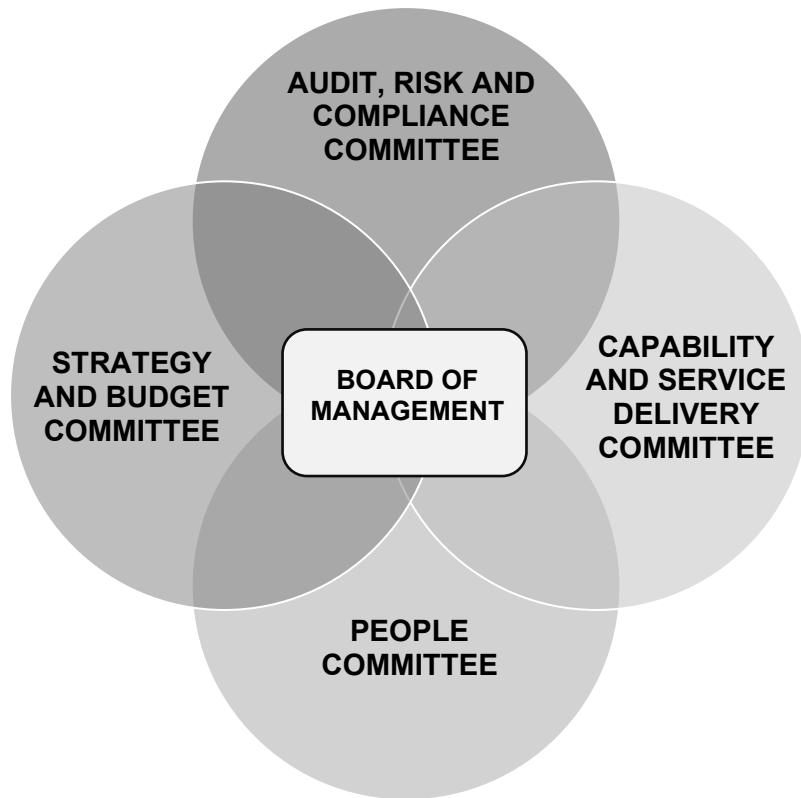 AUDIT, RISK AND
COMPLIANCE
COMMITTEE
STRATEGY
AND BUDGET
COMMITTEE
BOARD OF
MANAGEMENT
CAPABILITY
AND SERVICE
DELIVERY
COMMITTEE
PEOPLE
COMMITTEE